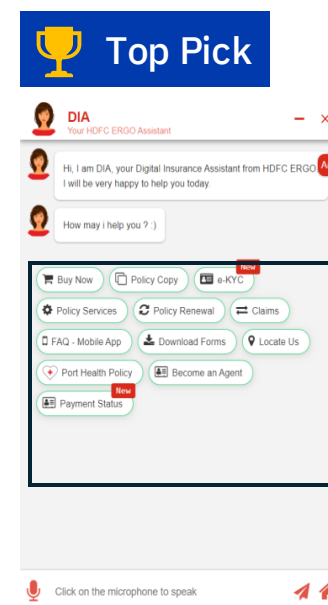 Top Pick
DIA
Your HDFC ERGO Assistant
Hi, I am DIA, your Digital Insurance Assistant from HDFC ERGO.
I will be very happy to help you today.
How may i help you ? :)
New
Buy Now Policy Copy e-KYC
Policy Services Policy Renewal Claims
FAQ - Mobile App Download Forms Locate Us
Port Health Policy Become an Agent
New
Payment Status
Click on the microphone to speak